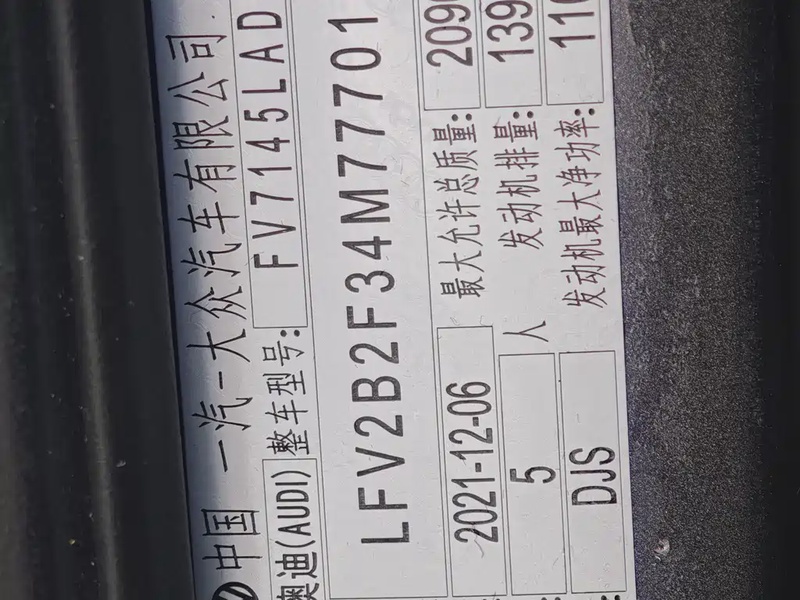 中国 一汽-大众汽车有限公司
奥迪(AUDI) 整车型号: FV7145LAD
LFV2B2F34M77701
2021-12-06 最大允许总质量: 209
5 人 发动机排量: 139
DJS 发动机最大净功率: 110